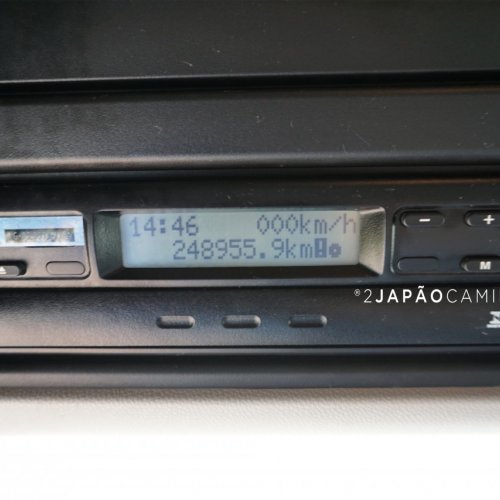 14:46 000km/h
248955.9km
- +
M
®2JAPÃOCAMI